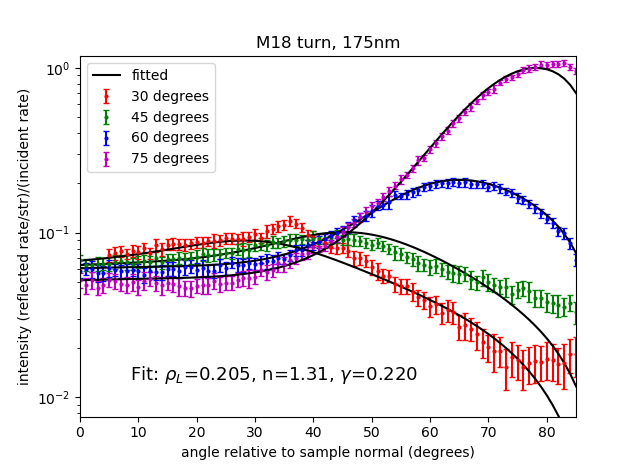 M18 turn, 175nm
intensity (reflected rate/str)/(incident rate)
10⁰
10⁻¹
10⁻²
fitted
30 degrees
45 degrees
60 degrees
75 degrees
Fit: ρ_L=0.205, n=1.31, γ=0.220
0 10 20 30 40 50 60 70 80
angle relative to sample normal (degrees)